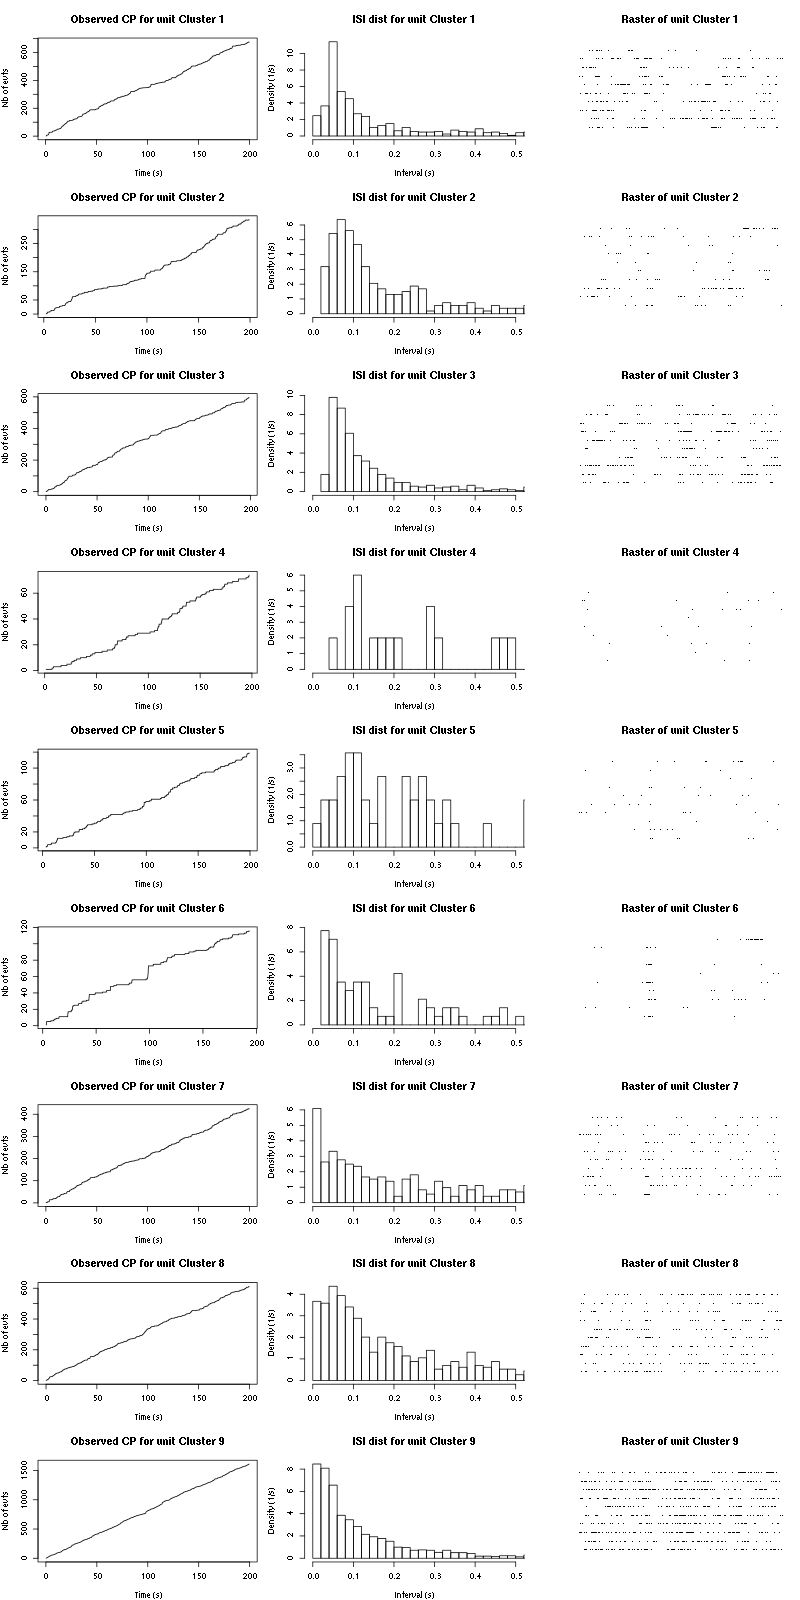 Observed CP for unit Cluster 1 ISI dist for unit Cluster 1 Raster of unit Cluster 1
Nb of evts 0 200 400 600 Density (1/s) 0 2 4 6 8 10
0 50 100 150 200 0.0 0.1 0.2 0.3 0.4 0.5
Time (s) Interval (s)
Observed CP for unit Cluster 2 ISI dist for unit Cluster 2 Raster of unit Cluster 2
Nb of evts 0 50 150 250 Density (1/s) 0 1 2 3 4 5 6
0 50 100 150 200 0.0 0.1 0.2 0.3 0.4 0.5
Time (s) Interval (s)
Observed CP for unit Cluster 3 ISI dist for unit Cluster 3 Raster of unit Cluster 3
Nb of evts 0 200 400 600 Density (1/s) 0 2 4 6 8 10
0 50 100 150 200 0.0 0.1 0.2 0.3 0.4 0.5
Time (s) Interval (s)
Observed CP for unit Cluster 4 ISI dist for unit Cluster 4 Raster of unit Cluster 4
Nb of evts 0 20 40 60 Density (1/s) 0 1 2 3 4 5 6
0 50 100 150 200 0.0 0.1 0.2 0.3 0.4 0.5
Time (s) Interval (s)
Observed CP for unit Cluster 5 ISI dist for unit Cluster 5 Raster of unit Cluster 5
Nb of evts 0 20 60 100 Density (1/s) 0.0 1.0 2.0 3.0
0 50 100 150 200 0.0 0.1 0.2 0.3 0.4 0.5
Time (s) Interval (s)
Observed CP for unit Cluster 6 ISI dist for unit Cluster 6 Raster of unit Cluster 6
Nb of evts 0 20 40 60 80 120 Density (1/s) 0 2 4 6 8
0 50 100 150 200 0.0 0.1 0.2 0.3 0.4 0.5
Time (s) Interval (s)
Observed CP for unit Cluster 7 ISI dist for unit Cluster 7 Raster of unit Cluster 7
Nb of evts 0 100 200 300 400 Density (1/s) 0 1 2 3 4 5 6
0 50 100 150 200 0.0 0.1 0.2 0.3 0.4 0.5
Time (s) Interval (s)
Observed CP for unit Cluster 8 ISI dist for unit Cluster 8 Raster of unit Cluster 8
Nb of evts 0 200 400 600 Density (1/s) 0 1 2 3 4
0 50 100 150 200 0.0 0.1 0.2 0.3 0.4 0.5
Time (s) Interval (s)
Observed CP for unit Cluster 9 ISI dist for unit Cluster 9 Raster of unit Cluster 9
Nb of evts 0 500 1000 1500 Density (1/s) 0 2 4 6 8
0 50 100 150 200 0.0 0.1 0.2 0.3 0.4 0.5
Time (s) Interval (s)